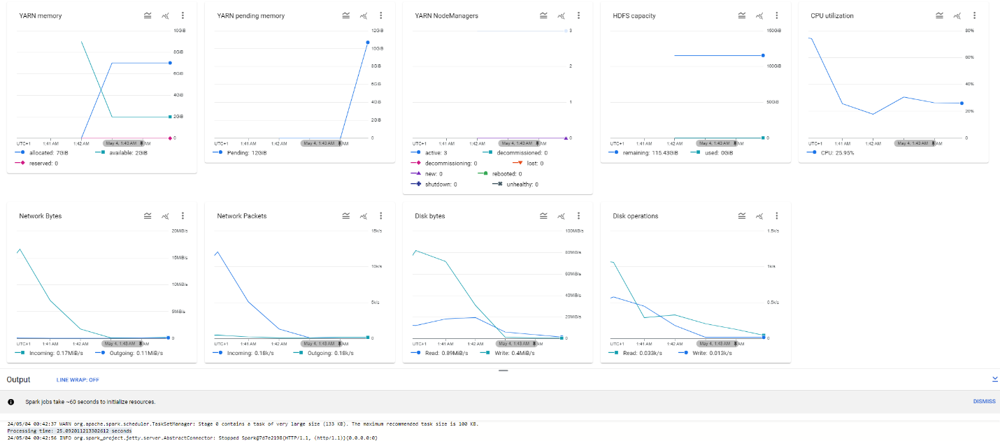 YARN memory
10GiB
8GiB
6GiB
4GiB
2GiB
0
UTC+1 1:41 AM 1:42 AM May 4, 1:43 AM AM
allocated: 7GiB available: 2GiB
reserved: 0
YARN pending memory
12GiB
10GiB
8GiB
6GiB
4GiB
2GiB
0
UTC+1 1:41 AM 1:42 AM May 4, 1:43 AM AM
Pending: 12GiB
YARN NodeManagers
3
2
1
0
UTC+1 1:41 AM 1:42 AM May 4, 1:43 AM AM
active: 3 decommissioned: 0
decommissioning: 0 lost: 0
new: 0 rebooted: 0
shutdown: 0 unhealthy: 0
HDFS capacity
150GiB
100GiB
50GiB
0
UTC+1 1:41 AM 1:42 AM May 4, 1:43 AM AM
remaining: 115.43GiB used: 0GiB
CPU utilization
80%
60%
40%
20%
0
UTC+1 1:41 AM 1:42 AM May 4, 1:43 AM AM
CPU: 25.95%
Network Bytes
20MiB/s
15MiB/s
10MiB/s
5MiB/s
0
UTC+1 1:41 AM 1:42 AM May 4, 1:43 AM AM
Incoming: 0.17MiB/s Outgoing: 0.11MiB/s
Network Packets
15k/s
10k/s
5k/s
0
UTC+1 1:41 AM 1:42 AM May 4, 1:43 AM AM
Incoming: 0.18k/s Outgoing: 0.18k/s
Disk bytes
100MiB/s
80MiB/s
60MiB/s
40MiB/s
20MiB/s
0
UTC+1 1:41 AM 1:42 AM May 4, 1:43 AM AM
Read: 0.89MiB/s Write: 0.4MiB/s
Disk operations
1.5k/s
1k/s
0.5k/s
0
UTC+1 1:41 AM 1:42 AM May 4, 1:43 AM AM
Read: 0.033k/s Write: 0.013k/s
Output LINE WRAP: OFF
Spark jobs take ~60 seconds to initialize resources. DISMISS
24/05/04 00:42:37 WARN org.apache.spark.scheduler.TaskSetManager: Stage 0 contains a task of very large size (133 KB). The maximum recommended task size is 100 KB.
Processing time: 25.092011213302612 seconds
24/05/04 00:42:56 INFO org.spark_project.jetty.server.AbstractConnector: Stopped Spark@7d7e2198{HTTP/1.1, (http/1.1)}{0.0.0.0:0}